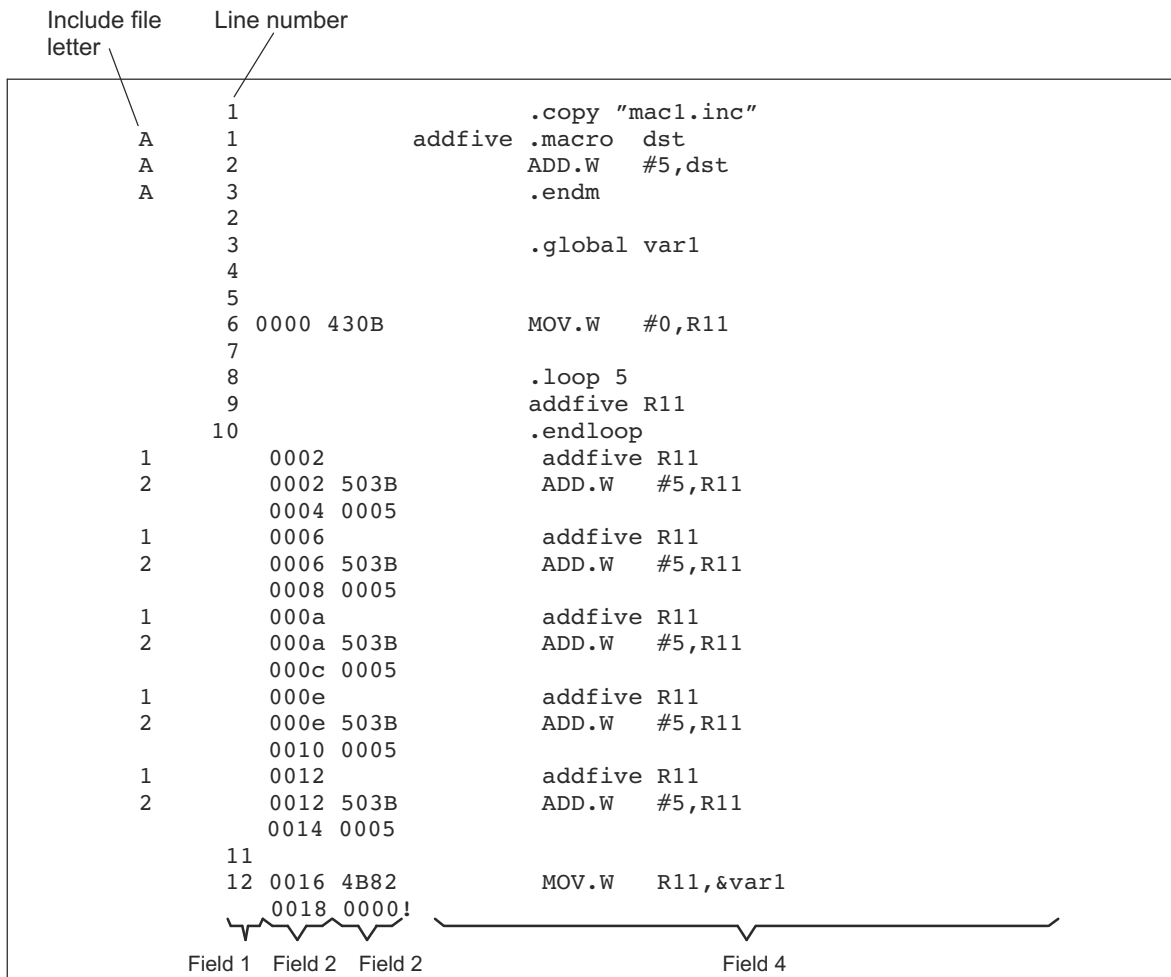 Include file letter
Line number
1 .copy ″mac1.inc″
A 1 addfive .macro dst
A 2 ADD.W #5,dst
A 3 .endm
2
3 .global var1
4
5
6 0000 430B MOV.W #0,R11
7
8 .loop 5
9 addfive R11
10 .endloop
1 0002 addfive R11
2 0002 503B ADD.W #5,R11
0004 0005
1 0006 addfive R11
2 0006 503B ADD.W #5,R11
0008 0005
1 000a addfive R11
2 000a 503B ADD.W #5,R11
000c 0005
1 000e addfive R11
2 000e 503B ADD.W #5,R11
0010 0005
1 0012 addfive R11
2 0012 503B ADD.W #5,R11
0014 0005
11
12 0016 4B82 MOV.W R11,&var1
0018 0000!
Field 1 Field 2 Field 2 Field 4